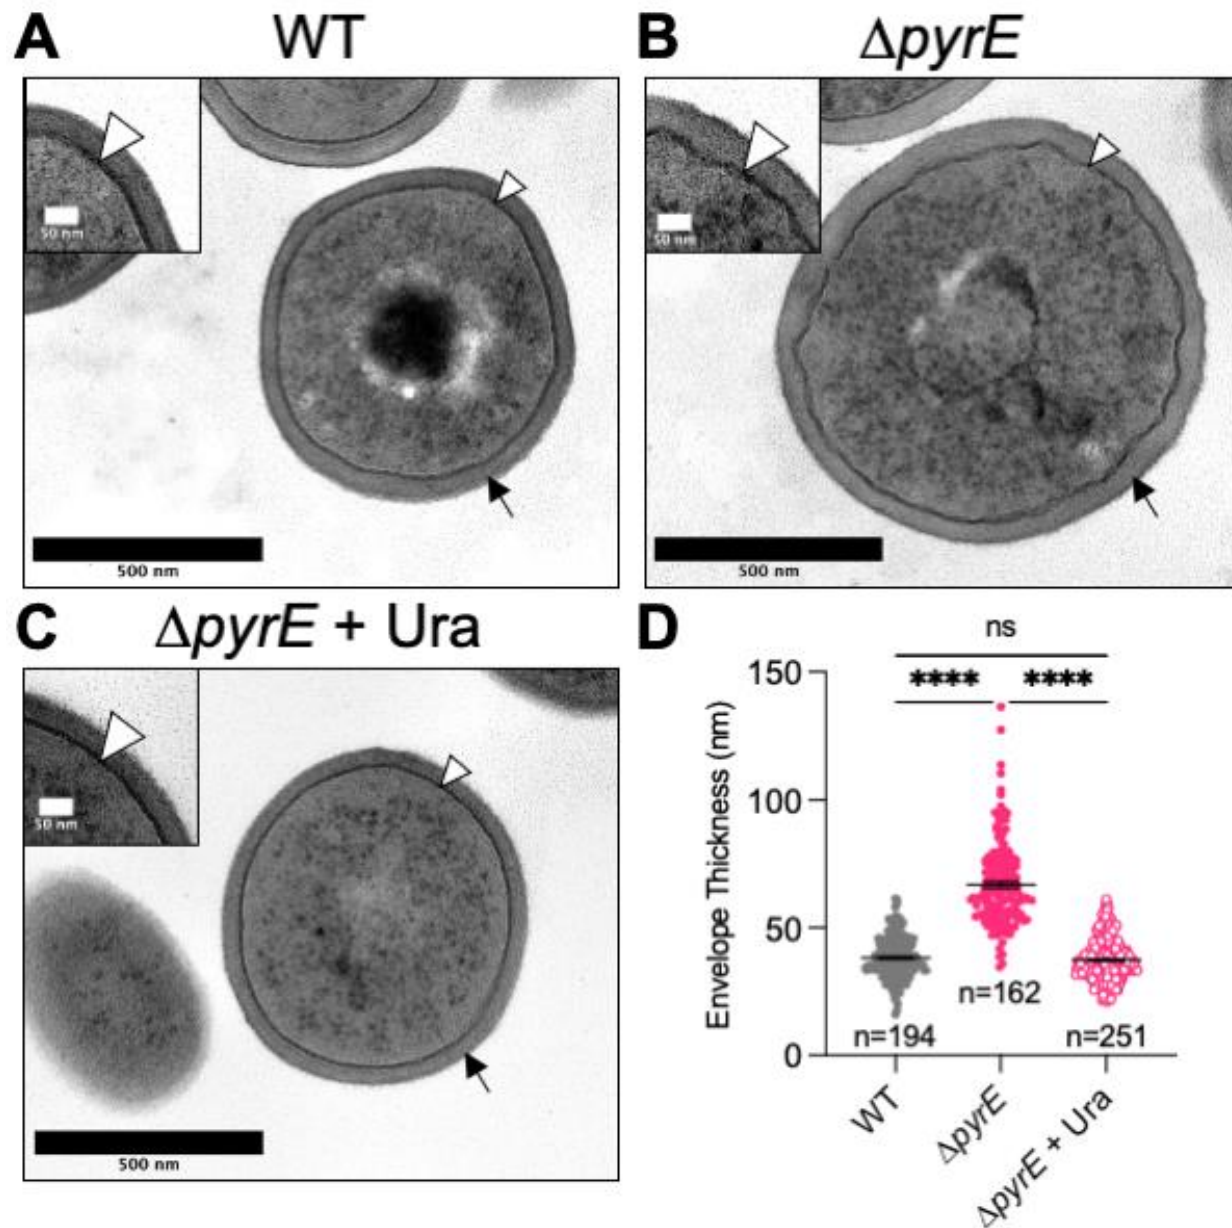 A WT
50 nm
500 nm
B ΔpyrE
50 nm
500 nm
C ΔpyrE + Ura
50 nm
500 nm
D
ns
**** ****
Envelope Thickness (nm)
150
100
50
0
n=194
n=162
n=251
WT
ΔpyrE
ΔpyrE + Ura